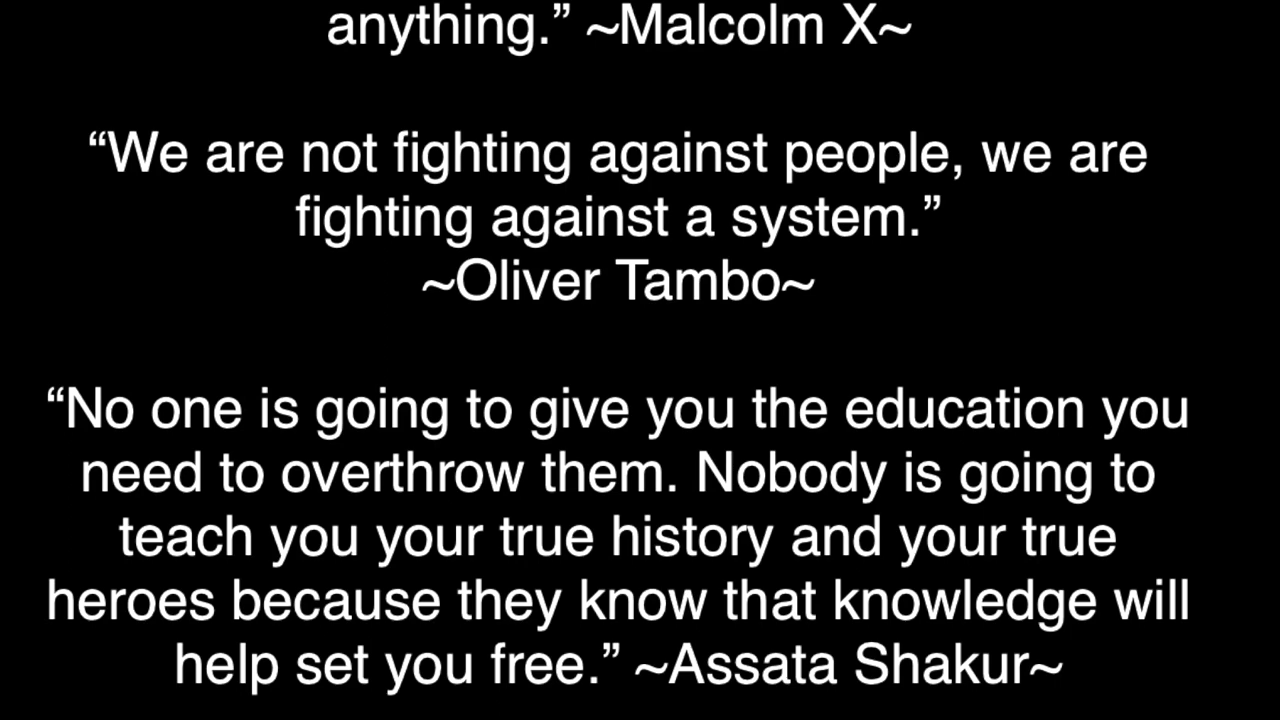 anything.” ~Malcolm X~
“We are not fighting against people, we are
fighting against a system.”
~Oliver Tambo~
“No one is going to give you the education you
need to overthrow them. Nobody is going to
teach you your true history and your true
heroes because they know that knowledge will
help set you free.” ~Assata Shakur~